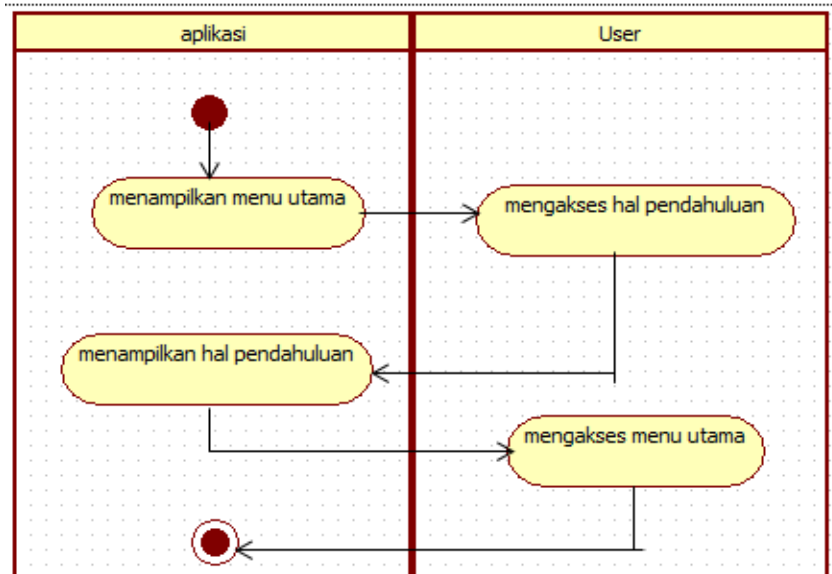 aplikasi
User
menampilkan menu utama
mengakses hal pendahuluan
menampilkan hal pendahuluan
mengakses menu utama